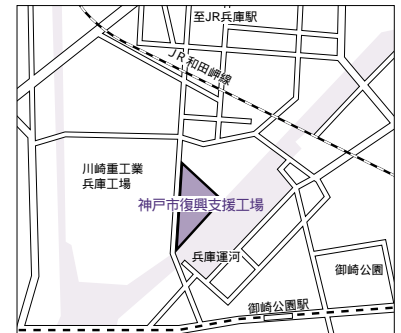 至JR兵庫駅
JR和田岬線
川崎重工業
兵庫工場
神戸市復興支援工場
兵庫運河
御崎公園
御崎公園駅